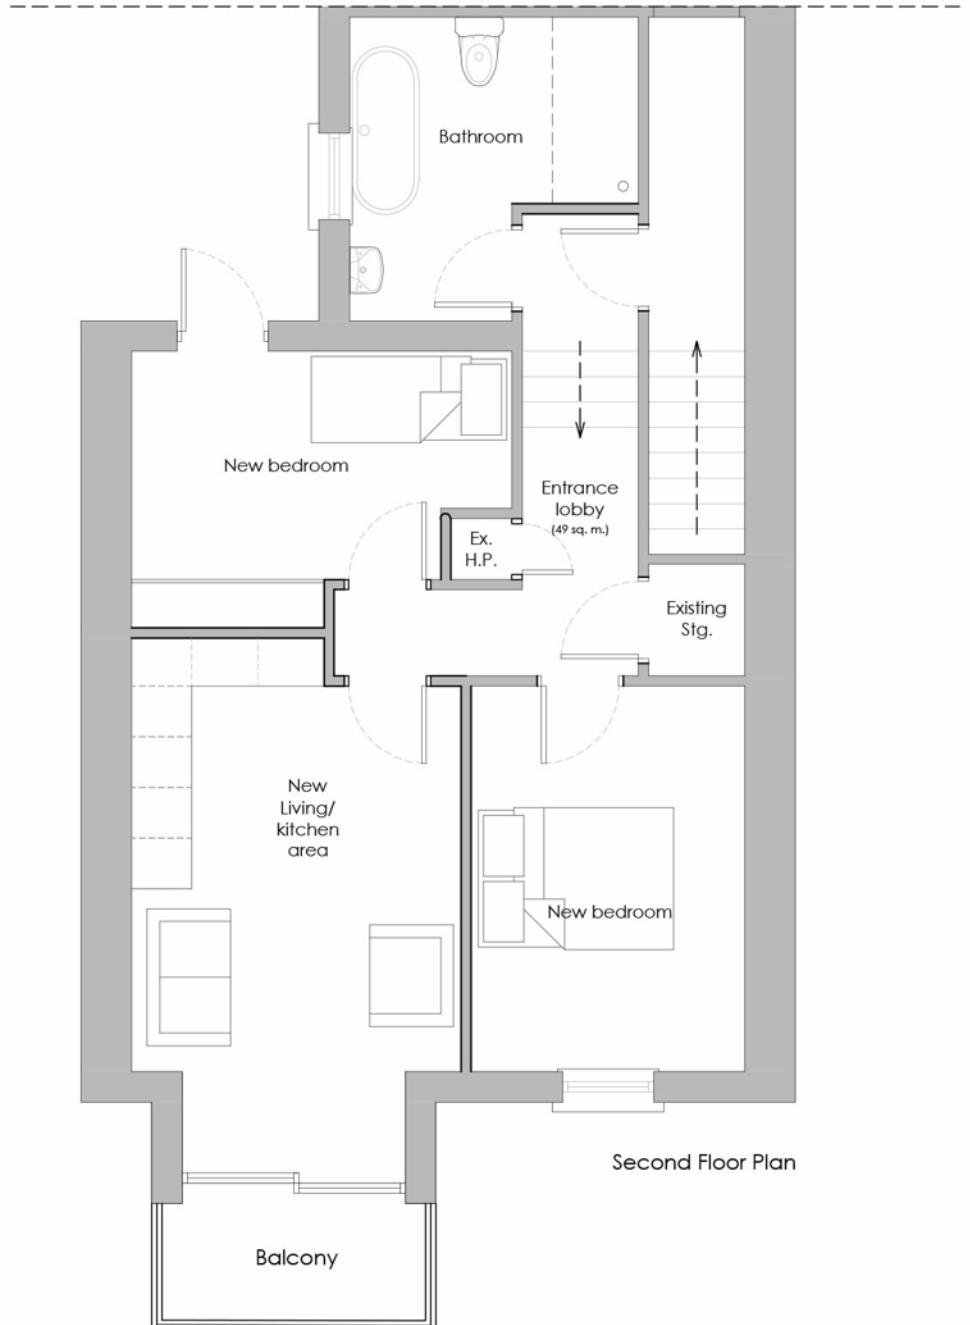 Bathroom
New bedroom
Entrance
lobby
(49 sq. m.)
Ex.
H.P.
Existing
Stg.
New
Living/
kitchen
area
New bedroom
Second Floor Plan
Balcony